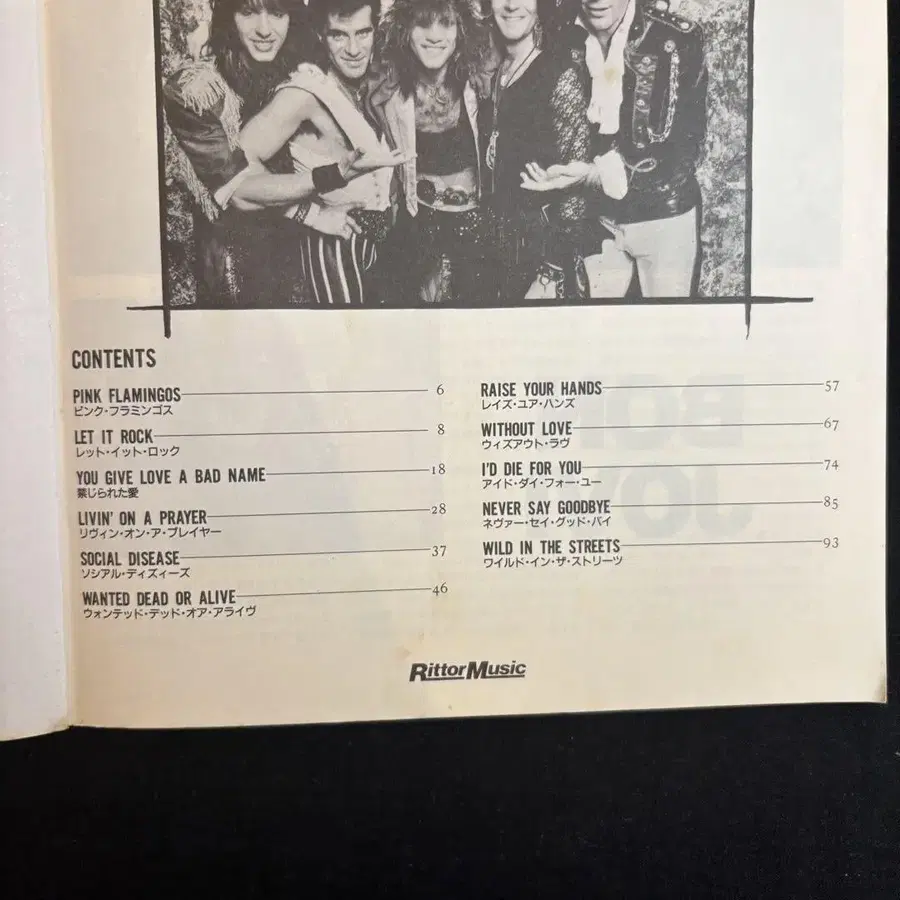 CONTENTS
PINK FLAMINGOS 6
ピンク・フラミンゴス
LET IT ROCK 8
レット・イット・ロック
YOU GIVE LOVE A BAD NAME 18
禁じられた愛
LIVIN' ON A PRAYER 28
リヴィン・オン・ア・プレイヤー
SOCIAL DISEASE 37
ソシアル・ディズィーズ
WANTED DEAD OR ALIVE 46
ウォンテッド・デッド・オア・アライヴ
RAISE YOUR HANDS 57
レイズ・ユア・ハンズ
WITHOUT LOVE 67
ウィズアウト・ラヴ
I'D DIE FOR YOU 74
アイド・ダイ・フォー・ユー
NEVER SAY GOODBYE 85
ネヴァー・セイ・グッド・バイ
WILD IN THE STREETS 93
ワイルド・イン・ザ・ストリーツ
Rittor Music